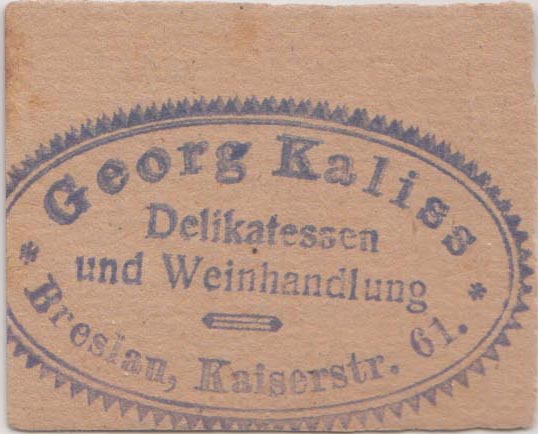 Georg Kaliss
Delikatessen
und Weinhandlung
* Breslau, Kaiserstr. 61. *